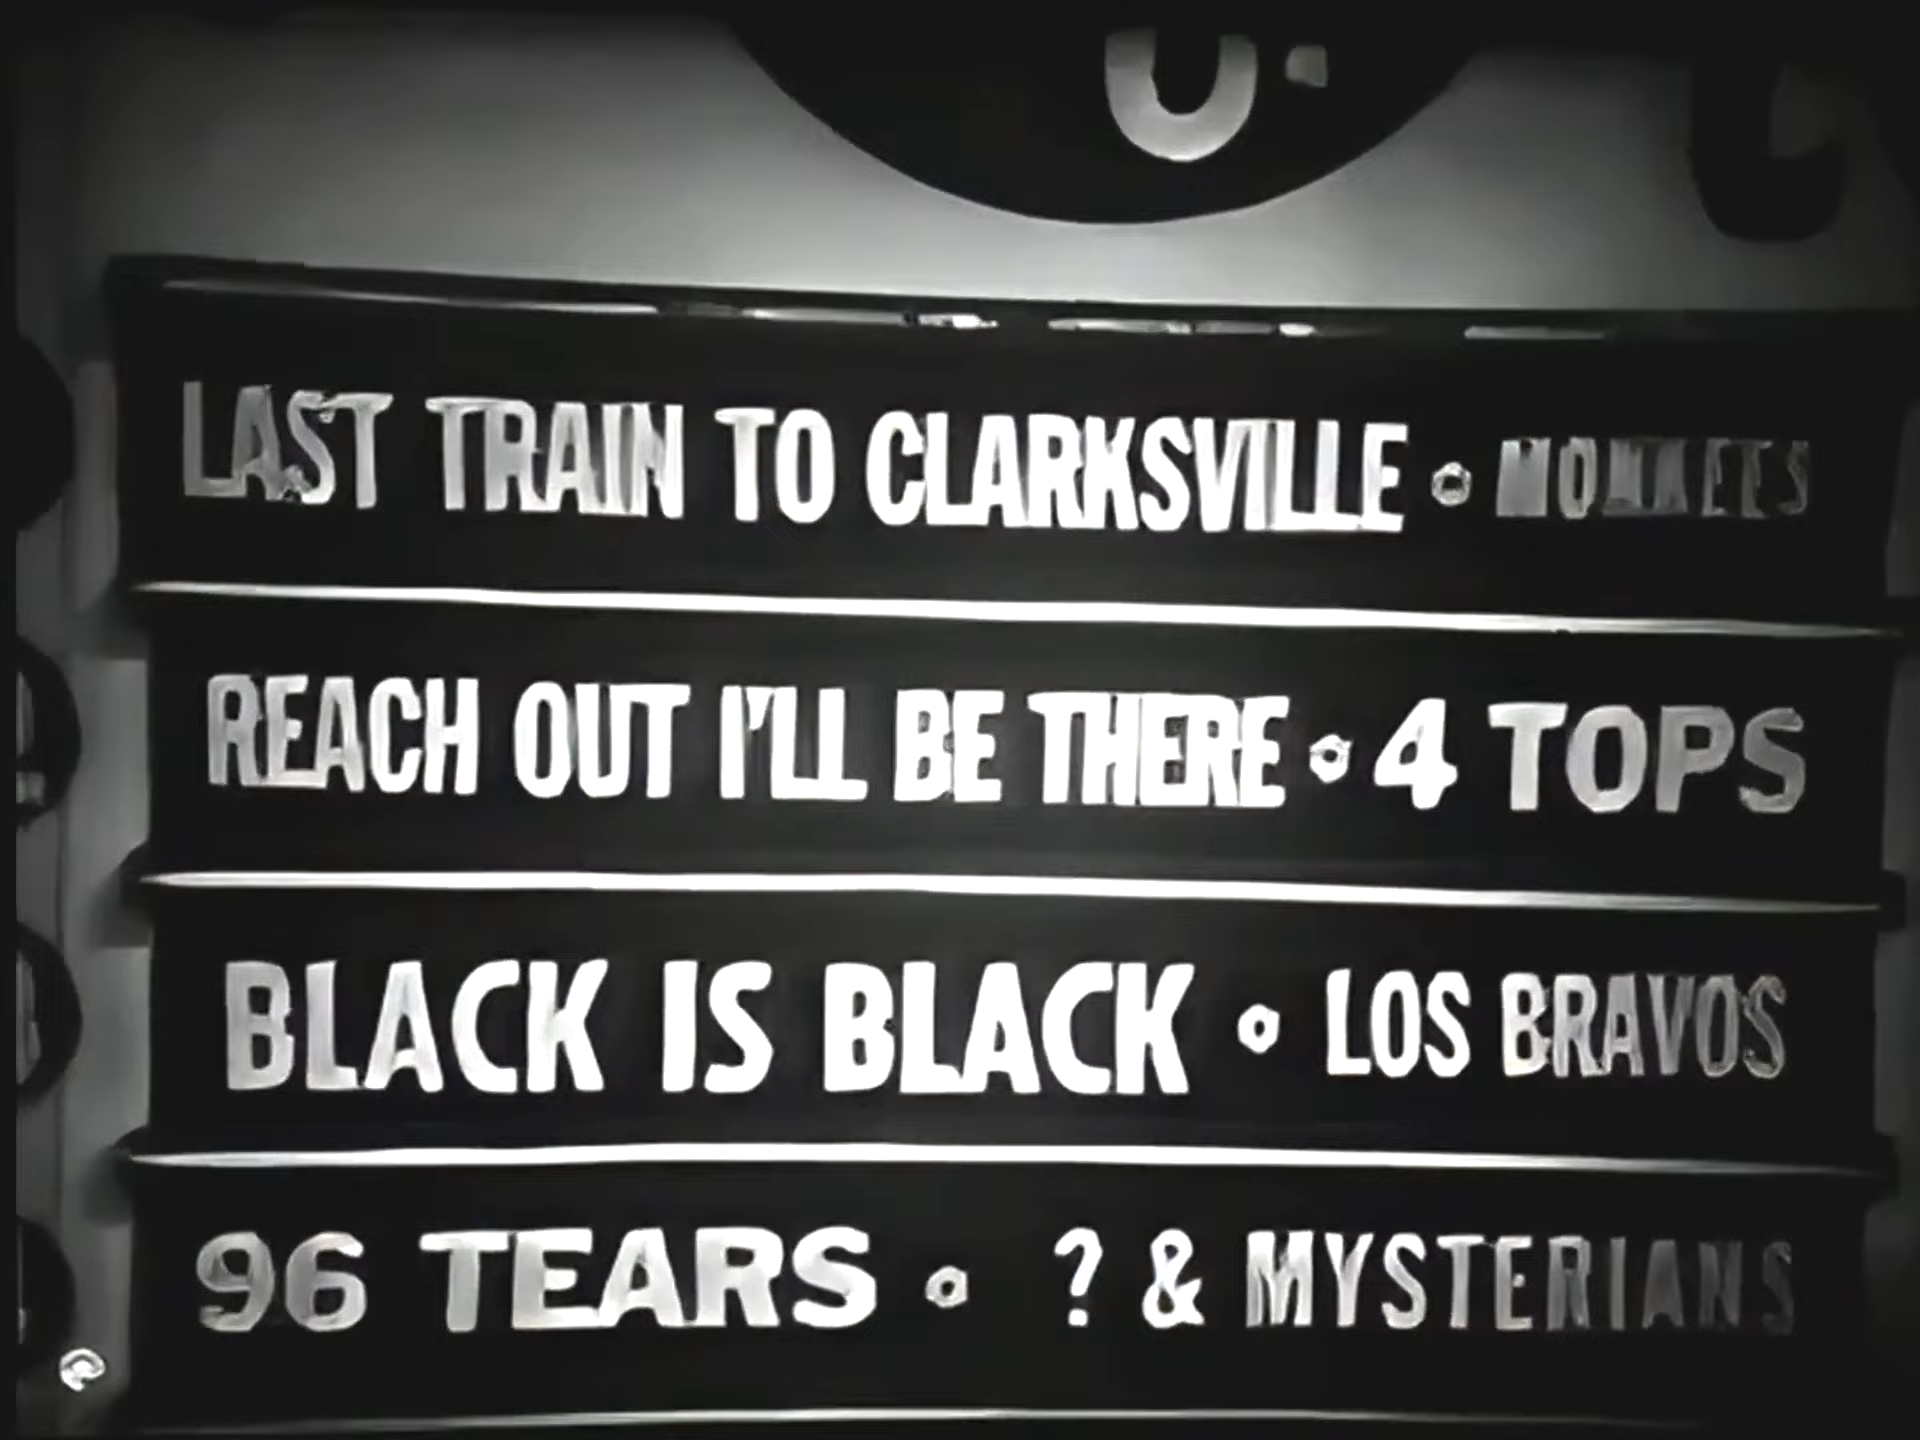 LAST TRAIN TO CLARKSVILLE • MONKEES
REACH OUT I'LL BE THERE • 4 TOPS
BLACK IS BLACK • LOS BRAVOS
96 TEARS • ? & MYSTERIANS